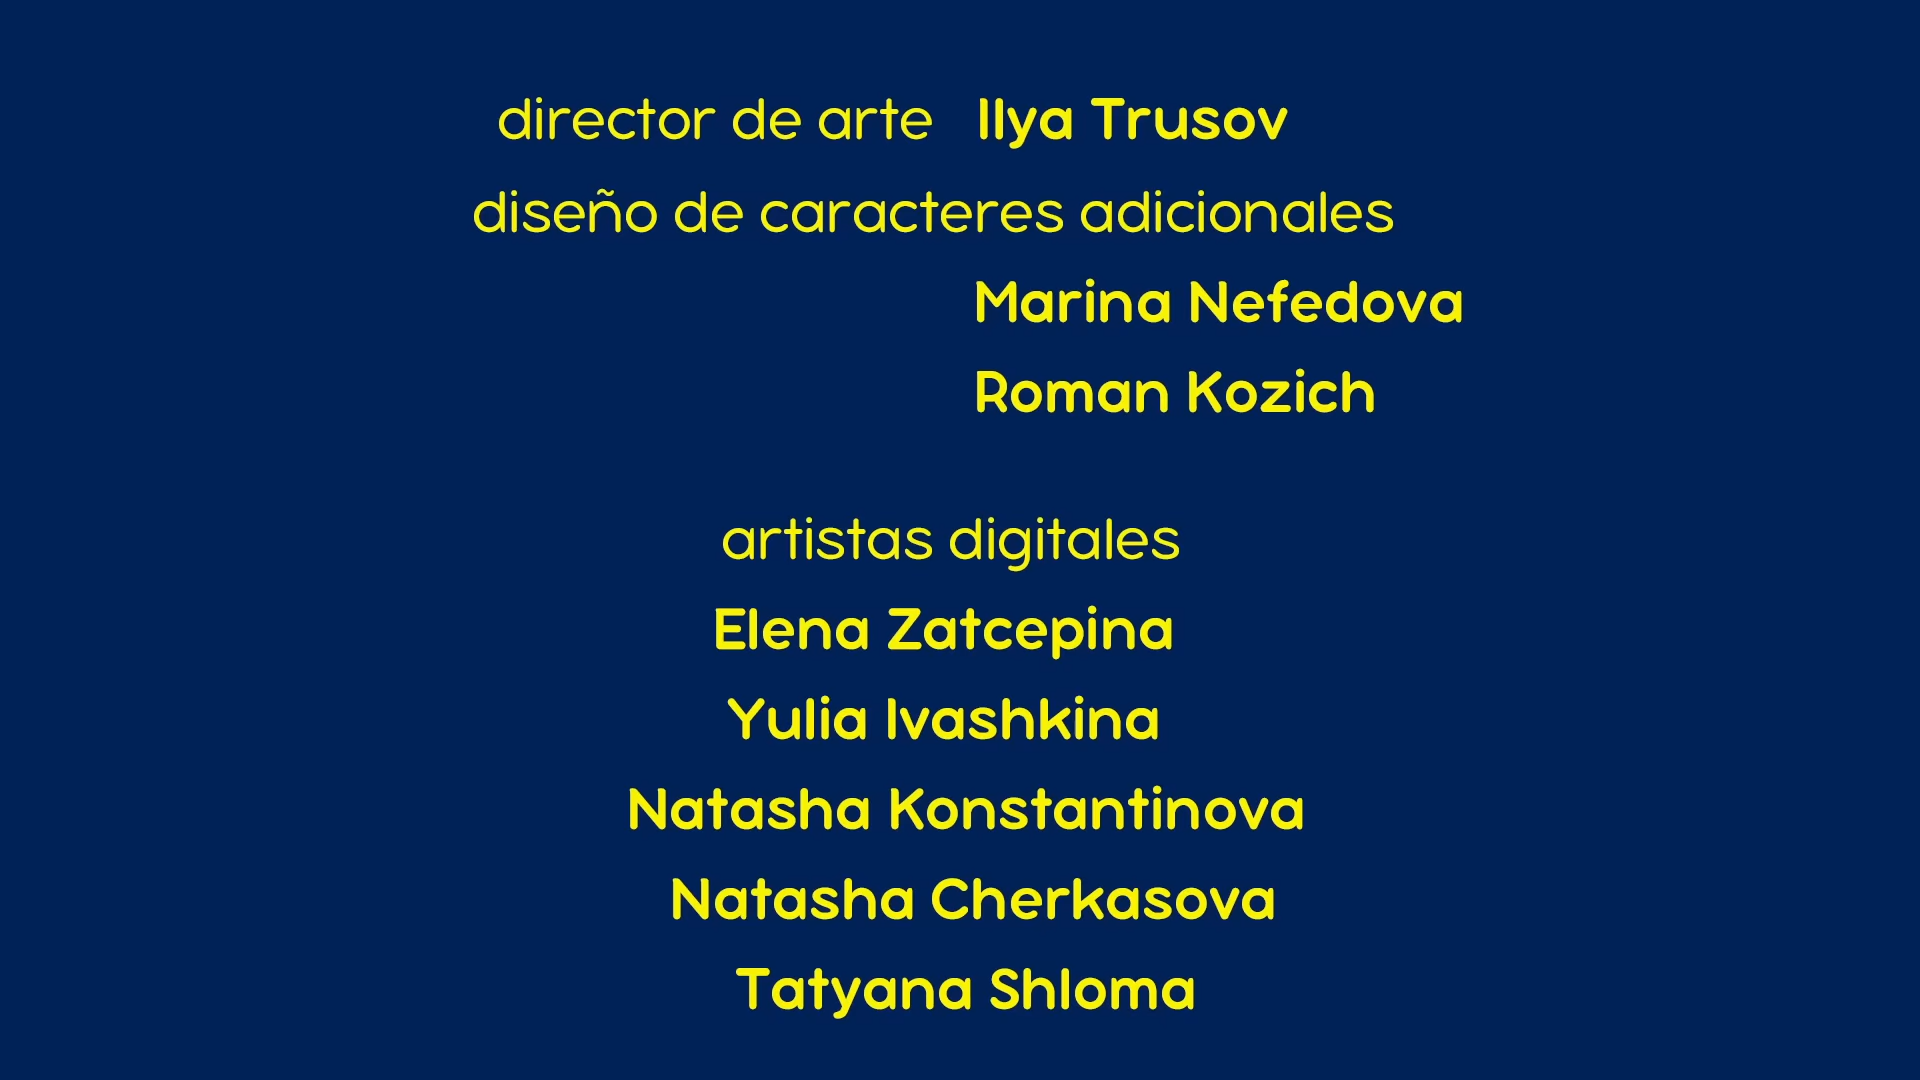 director de arte Ilya Trusov
diseño de caracteres adicionales
Marina Nefedova
Roman Kozich
artistas digitales
Elena Zatcepina
Yulia Ivashkina
Natasha Konstantinova
Natasha Cherkasova
Tatyana Shloma